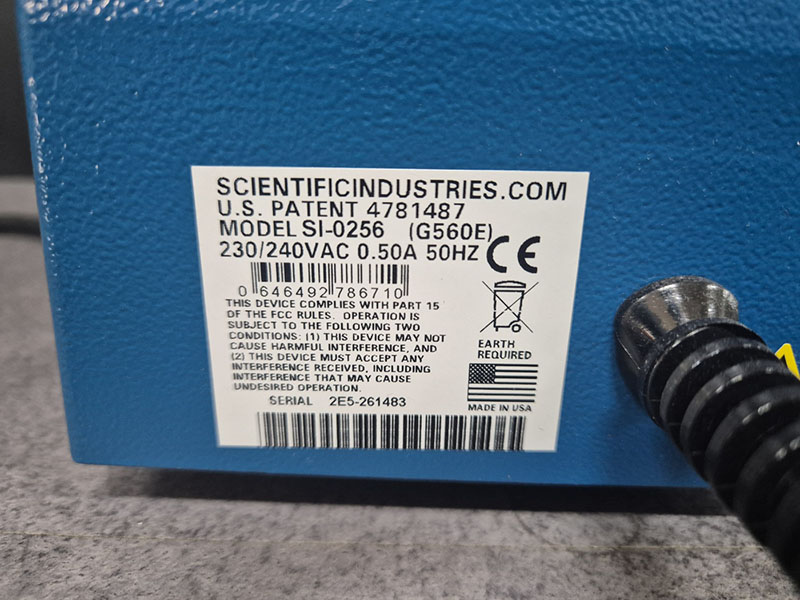 SCIENTIFICINDUSTRIES.COM
U.S. PATENT 4781487
MODEL SI-0256 (G560E)
230/240VAC 0.50A 50HZ CE
0 646492 786710
THIS DEVICE COMPLIES WITH PART 15
OF THE FCC RULES. OPERATION IS
SUBJECT TO THE FOLLOWING TWO
CONDITIONS: (1) THIS DEVICE MAY NOT
CAUSE HARMFUL INTERFERENCE, AND
(2) THIS DEVICE MUST ACCEPT ANY
INTERFERENCE RECEIVED, INCLUDING
INTERFERENCE THAT MAY CAUSE
UNDESIRED OPERATION.
EARTH
REQUIRED
MADE IN USA
SERIAL 2E5-261483